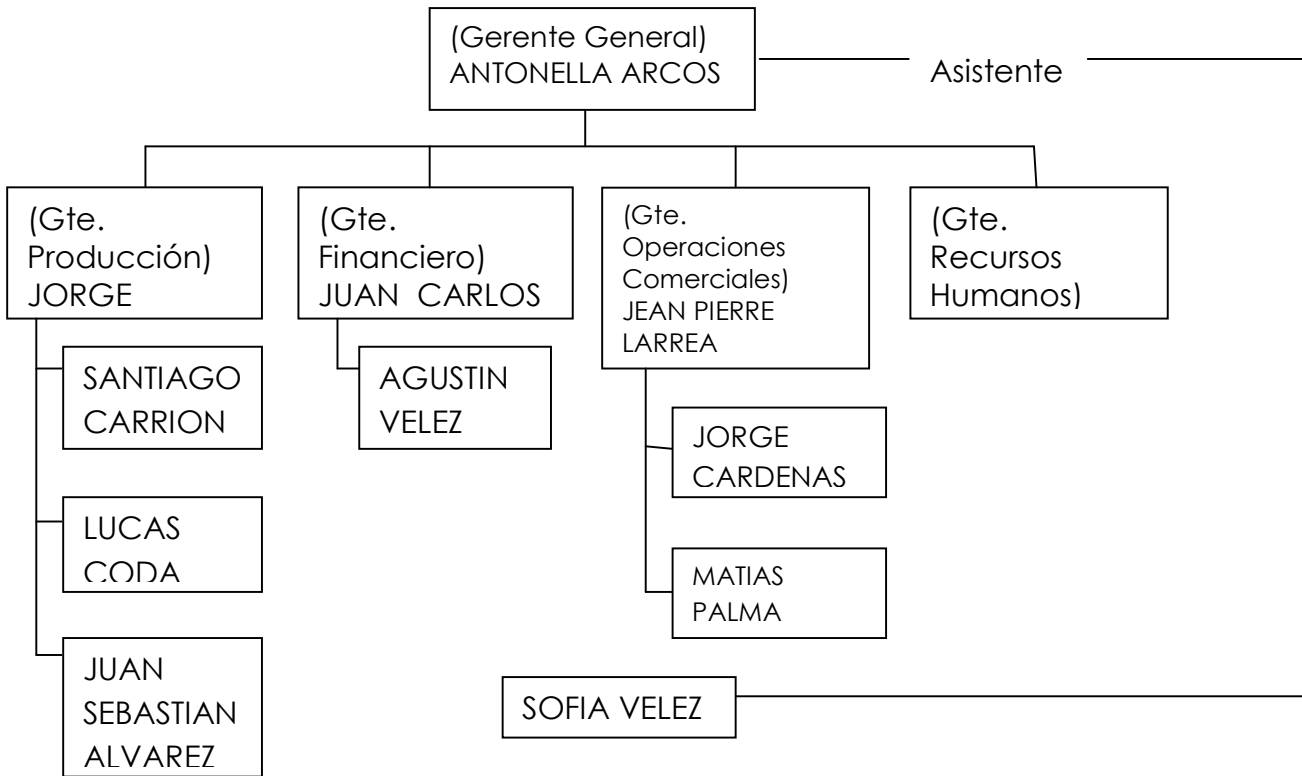 (Gerente General)
ANTONELLA ARCOS
Asistente
(Gte.
Producción)
JORGE
(Gte.
Financiero)
JUAN CARLOS
(Gte.
Operaciones
Comerciales)
JEAN PIERRE
LARREA
(Gte.
Recursos
Humanos)
SANTIAGO
CARRION
LUCAS
CODA
JUAN
SEBASTIAN
ALVAREZ
AGUSTIN
VELEZ
JORGE
CARDENAS
MATIAS
PALMA
SOFIA VELEZ